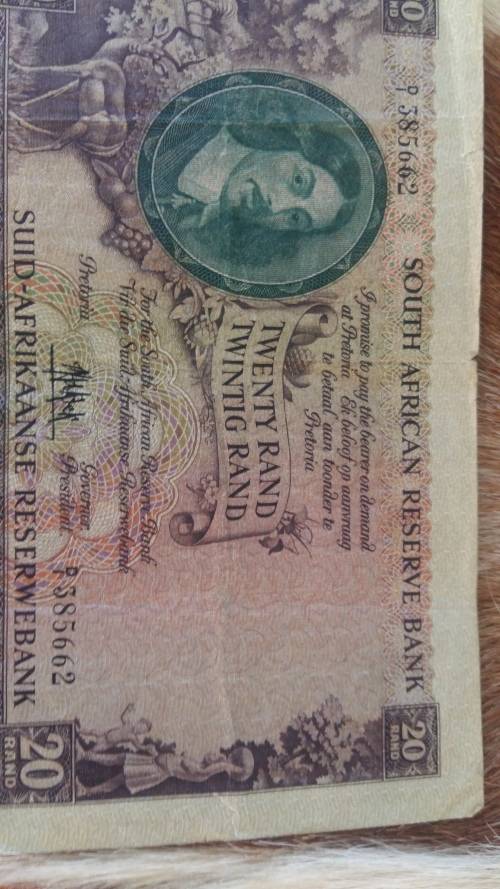 SOUTH AFRICAN RESERVE BANK
P 385662
20
RAND
I promise to pay the bearer on demand
at Pretoria Ek beloof op aanvraag
te betaal aan toonder te
Pretoria
TWENTY RAND
TWINTIG RAND
For the South African Reserve Bank
Vir die Suid-Afrikaanse Reserwebank
Pretoria
Governor
President
P 385662
SUID-AFRIKAANSE RESERWEBANK
20
RAND